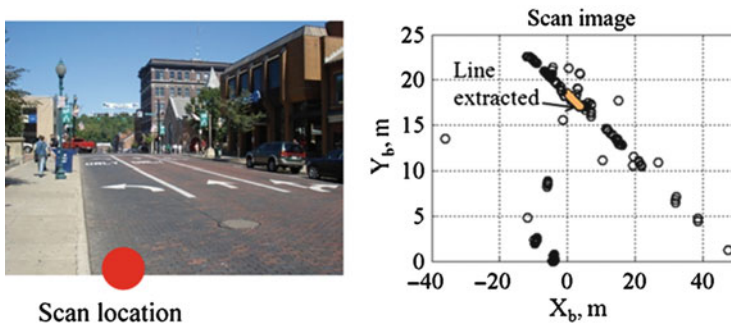 Scan location
Scan image
Line
extracted
Y_b, m
25
20
15
10
5
0
−40
−20
0
20
40
X_b, m